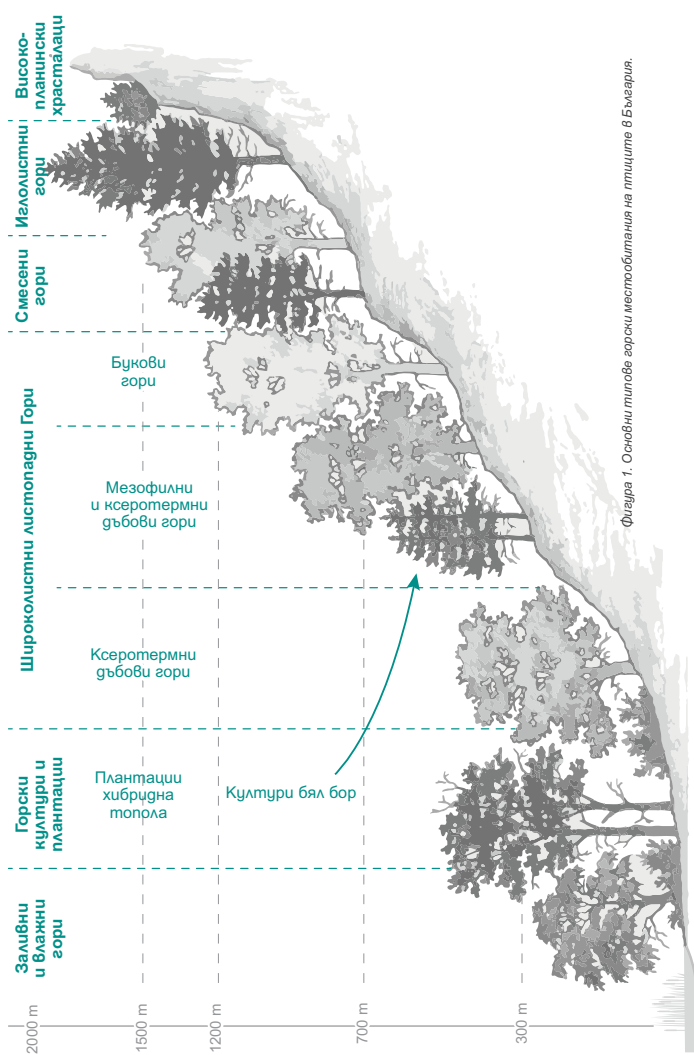 Заливни
и влажни
гори
Горски
култури и
плантации
Широколистни листопадни Гори
Смесени
гори
Иглолистни
гори
Високо-
планински
храсталаци
Плантации
хибридна
топола
Култури бял бор
Ксеротермни
дъбови гори
Мезофилни
и ксеротермни
дъбови гори
Букови
гори
2000 m
1500 m
1200 m
700 m
300 m
Фигура 1. Основни типове горски местообитания на птиците в България.